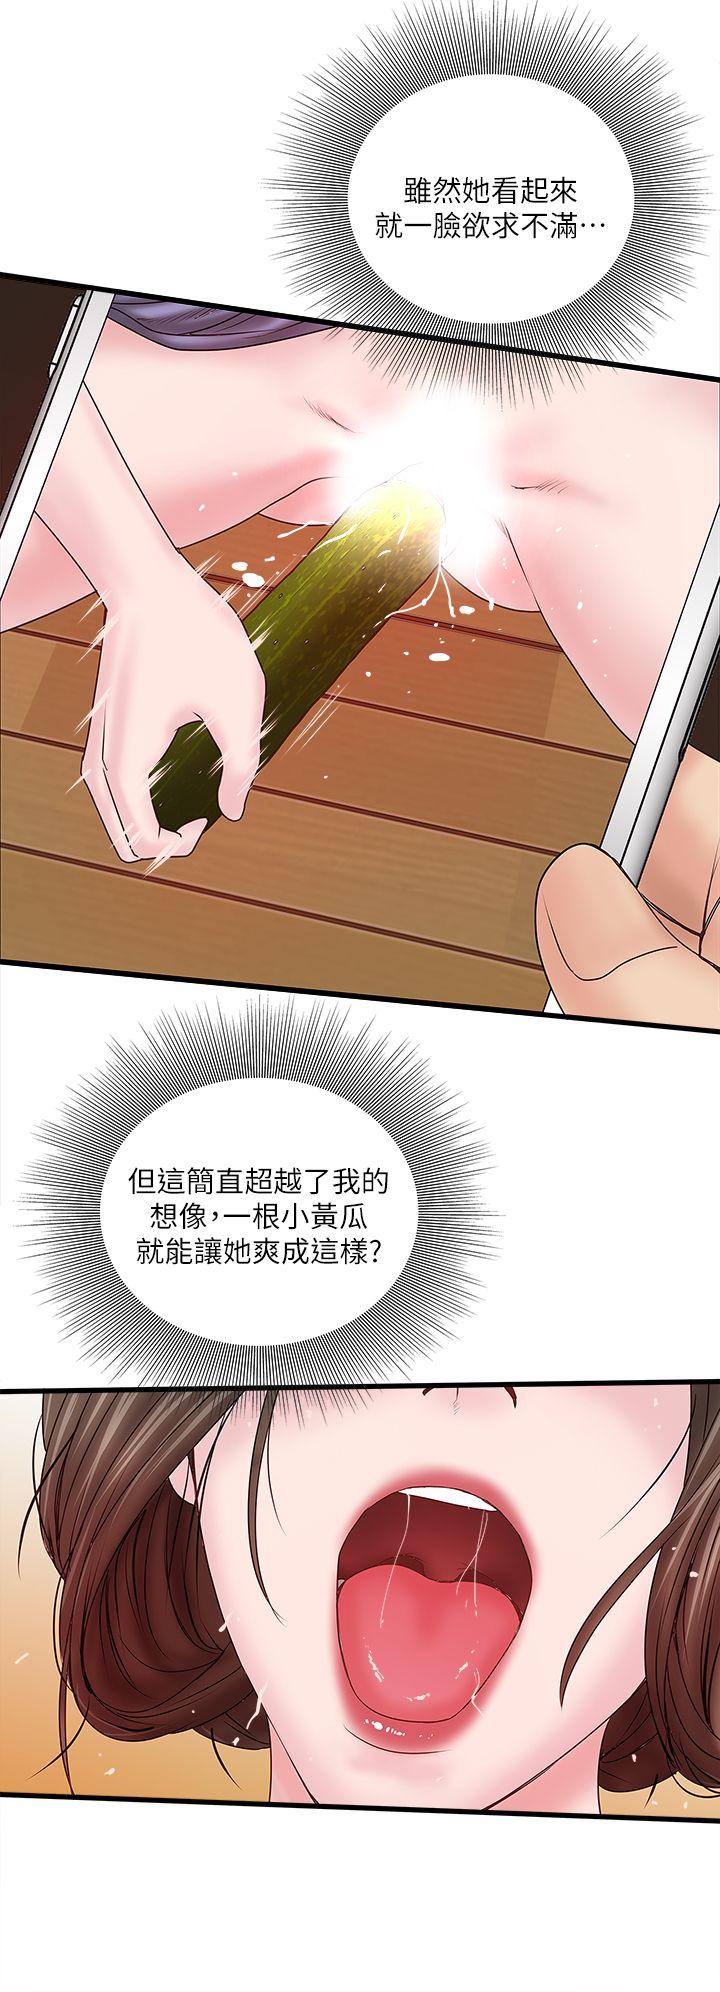 雖然她看起來
就一臉欲求不滿⋯
但這簡直超越了我的
想像，一根小黃瓜
就能讓她爽成這樣?